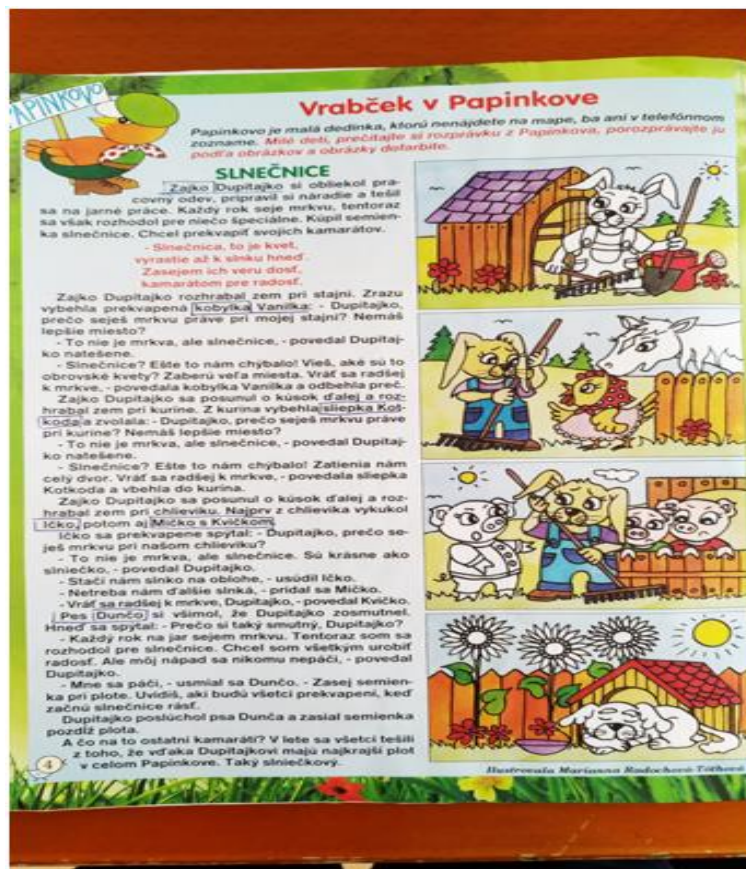 PAPINKOVO
Vrabček v Papinkove
Papinkovo je malá dedinka, ktorú nenájdete na mape, ba ani v telefónnom
zozname. Milé deti, prečítajte si rozprávku z Papinkova, porozprávajte ju
podľa obrázkov a obrázky dofarbite.
SLNEČNICE
Zajko Dupitajko si obliekol pra-
covný odev, pripravil si náradie a tešil
sa na jarné práce. Každý rok seje mrkvu, tentoraz
sa však rozhodol pre niečo špeciálne. Kúpil semien-
ka slnečnice. Chcel prekvapiť svojich kamarátov.
- Slnečnica, to je kvet,
vyrastie až k slnku hneď.
Zasejem ich veru dosť,
kamarátom pre radosť.
Zajko Dupitajko rozhrabal zem pri stajni. Zrazu
vybehla prekvapená kobylka Vanilka: - Dupitajko,
prečo seješ mrkvu práve pri mojej stajni? Nemáš
lepšie miesto?
- To nie je mrkva, ale slnečnice, - povedal Dupitaj-
ko natešene.
- Slnečnice? Ešte to nám chýbalo! Vieš, aké sú to
obrovské kvety? Zaberú veľa miesta. Vráť sa radšej
k mrkve, - povedala kobylka Vanilka a odbehla preč.
Zajko Dupitajko sa posunul o kúsok ďalej a roz-
hrabal zem pri kuríne. Z kurína vybehla sliepka Kot-
koda a zvolala: - Dupitajko, prečo seješ mrkvu práve
pri kuríne? Nemáš lepšie miesto?
- To nie je mrkva, ale slnečnice, - povedal Dupitaj-
ko natešene.
- Slnečnice? Ešte to nám chýbalo! Zatienia nám
celý dvor. Vráť sa radšej k mrkve, - povedala sliepka
Kotkoda a vbehla do kurína.
Zajko Dupitajko sa posunul o kúsok ďalej a roz-
hrabal zem pri chlieviku. Najprv z chlievika vykukol
Ičko, potom aj Mičko s Kvičkom.
Ičko sa prekvapene spýtal: - Dupitajko, prečo se-
ješ mrkvu pri našom chlieviku?
- To nie je mrkva, ale slnečnice. Sú krásne ako
slniečko, - povedal Dupitajko.
- Stačí nám slnko na oblohe, - usúdil Ičko.
- Netreba nám ďalšie slnká, - pridal sa Mičko.
- Vráť sa radšej k mrkve, Dupitajko, - povedal Kvičko.
Pes Dunčo si všimol, že Dupitajko zosmutnel.
Hneď sa spýtal: - Prečo si taký smutný, Dupitajko?
- Každý rok na jar sejem mrkvu. Tentoraz som sa
rozhodol pre slnečnice. Chcel som všetkým urobiť
radosť. Ale môj nápad sa nikomu nepáči, - povedal
Dupitajko.
- Mne sa páči, - usmial sa Dunčo. - Zasej semien-
ka pri plote. Uvidíš, akí budú všetci prekvapení, keď
začnú slnečnice rásť.
Dupitajko poslúchol psa Dunča a zasial semienka
pozdĺž plota.
A čo na to ostatní kamaráti? V lete sa všetci tešili
z toho, že vďaka Dupitajkovi majú najkrajší plot
v celom Papinkove. Taký slniečkový.
4
Ilustrovala Marianna Radochová-Tóthová